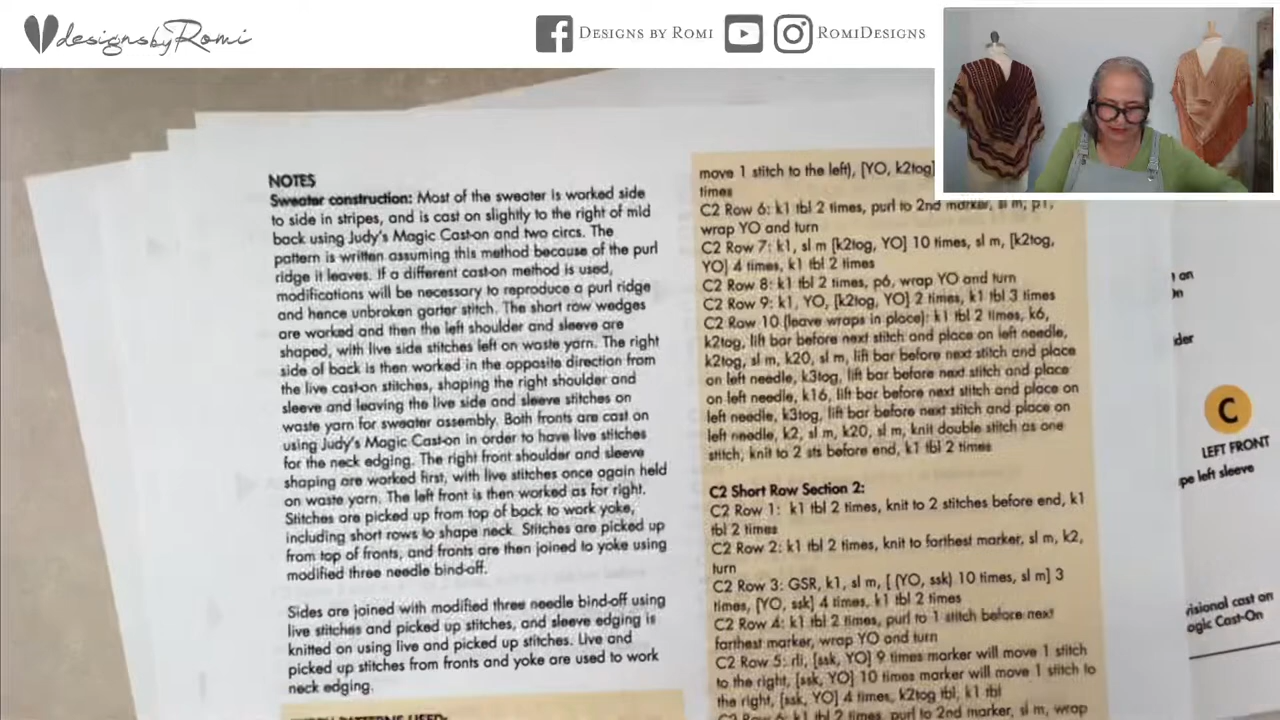 designsbyRomi
DESIGNS BY ROMI
ROMIDESIGNS
NOTES
Sweater construction: Most of the sweater is worked side
to side in stripes, and is cast on slightly to the right of mid
back using Judy's Magic Cast-on and two circs. The
pattern is written assuming this method because of the purl
ridge it leaves. If a different cast-on method is used,
modifications will be necessary to reproduce a purl ridge
and hence unbroken garter stitch. The short row wedges
are worked and then the left shoulder and sleeve are
shaped, with live side stitches left on waste yarn. The right
side of back is then worked in the opposite direction from
the live cast-on stitches, shaping the right shoulder and
sleeve and leaving the live side and sleeve stitches on
waste yarn for sweater assembly. Both fronts are cast on
using Judy's Magic Cast-on in order to have live stitches
for the neck edging. The right front shoulder and sleeve
shaping are worked first, with live stitches once again held
on waste yarn. The left front is then worked as for right.
Stitches are picked up from top of back to work yoke,
including short rows to shape neck. Stitches are picked up
from top of fronts, and fronts are then joined to yoke using
modified three needle bind-off.
Sides are joined with modified three needle bind-off using
live stitches and picked up stitches, and sleeve edging is
knitted on using live and picked up stitches. Live and
picked up stitches from fronts and yoke are used to work
neck edging.
move 1 stitch to the left), [YO, k2tog]
times
C2 Row 6: k1 tbl 2 times, purl to 2nd marker, sl m, p1,
wrap YO and turn
C2 Row 7: k1, sl m [k2tog, YO] 10 times, sl m, [k2tog,
YO] 4 times, k1 tbl 2 times
C2 Row 8: k1 tbl 2 times, p6, wrap YO and turn
C2 Row 9: k1, YO, [k2tog, YO] 2 times, k1 tbl 3 times
C2 Row 10 (leave wraps in place): k1 tbl 2 times, k6,
k2tog, lift bar before next stitch and place on left needle,
k2tog, sl m, k20, sl m, lift bar before next stitch and place
on left needle, k3tog, lift bar before next stitch and place
on left needle, k16, lift bar before next stitch and place on
left needle, k3tog, lift bar before next stitch and place on
left needle, k2, sl m, k20, sl m, knit double stitch as one
stitch, knit to 2 sts before end, k1 tbl 2 times
C2 Short Row Section 2:
C2 Row 1: k1 tbl 2 times, knit to 2 stitches before end, k1
tbl 2 times
C2 Row 2: k1 tbl 2 times, knit to farthest marker, sl m, k2,
turn
C2 Row 3: GSR, k1, sl m, [ (YO, ssk) 10 times, sl m] 3
times, [YO, ssk] 4 times, k1 tbl 2 times
C2 Row 4: k1 tbl 2 times, purl to 1 stitch before next
farthest marker, wrap YO and turn
C2 Row 5: rli, [ssk, YO] 9 times marker will move 1 stitch
to the right, [ssk, YO] 10 times marker will move 1 stitch to
the right, [ssk, YO] 4 times, k2tog tbl, k1 tbl
C2 Row 6: k1 tbl 2 times, purl to 2nd marker, sl m, wrap
C
LEFT FRONT
pe left sleeve
ovisional cast on
agic Cast-On